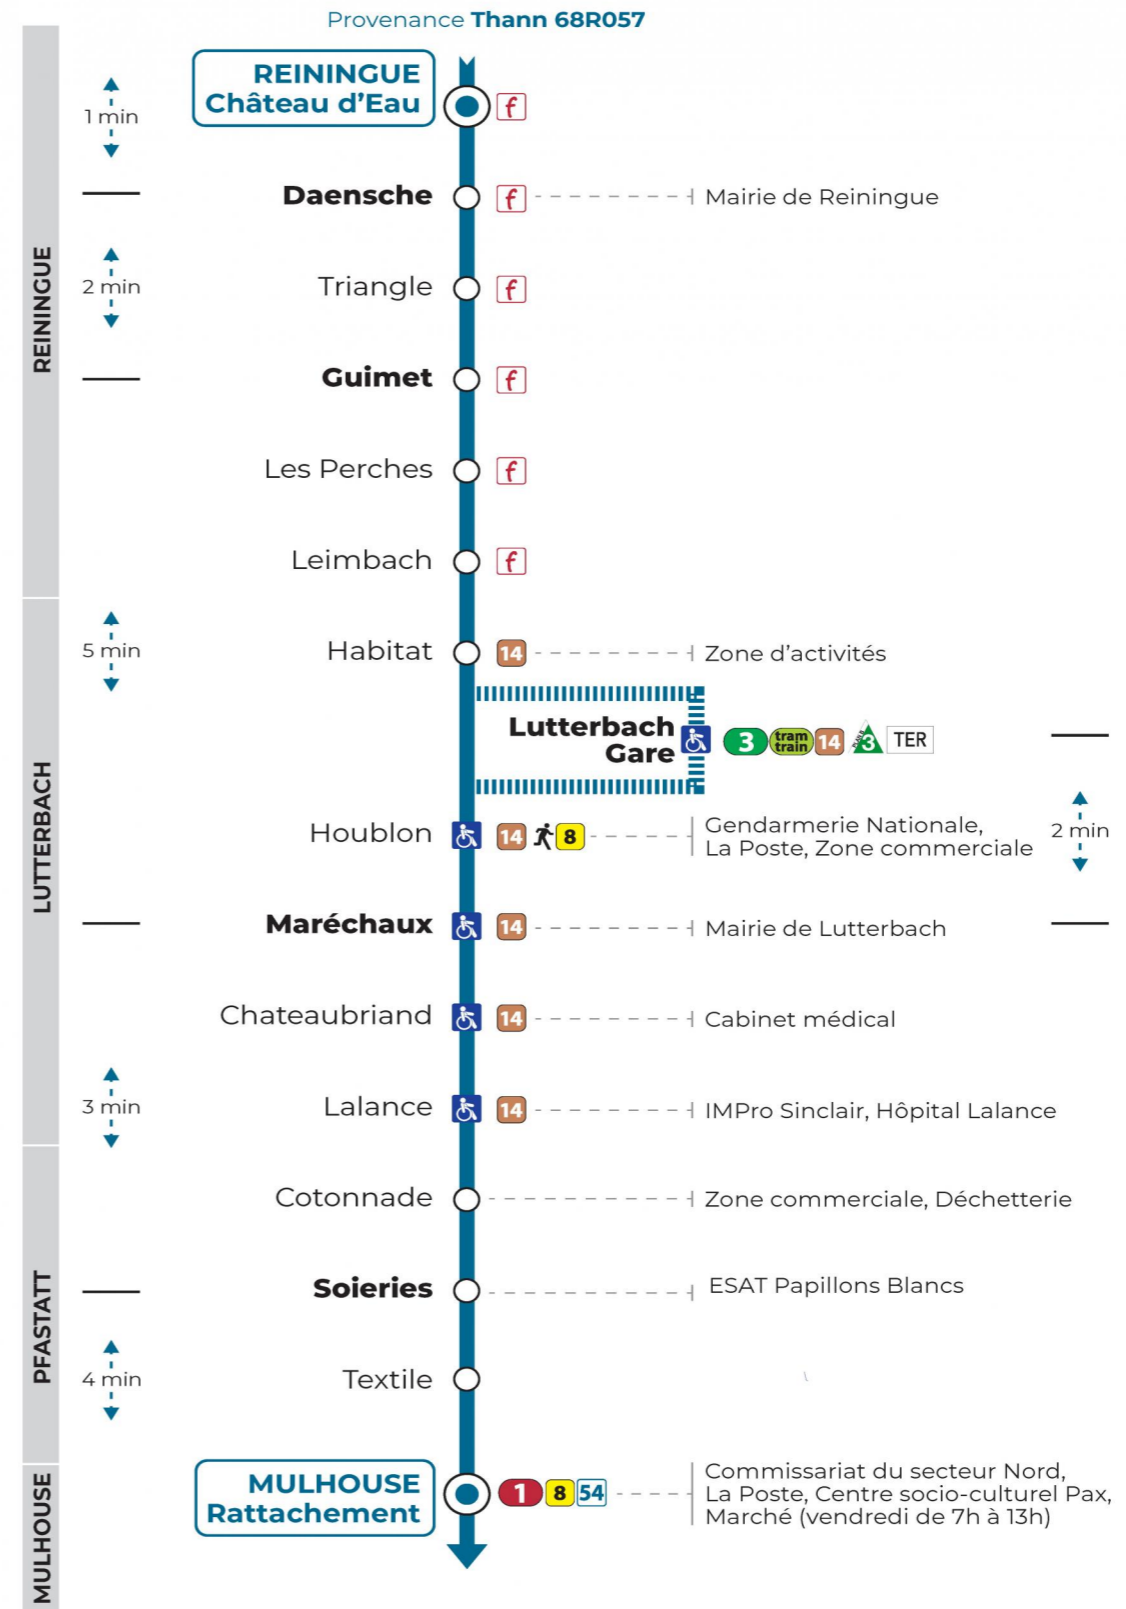 Provenance Thann 68R057
REININGUE
Château d'Eau
f
1 min
Daensche
f
Mairie de Reiningue
REININGUE
2 min
Triangle
f
Guimet
f
Les Perches
f
Leimbach
f
5 min
Habitat
14
Zone d'activités
Lutterbach
Gare
3
tram
train
14
3
TER
LUTTERBACH
Houblon
14
8
Gendarmerie Nationale,
La Poste, Zone commerciale
2 min
Maréchaux
14
Mairie de Lutterbach
Chateaubriand
14
Cabinet médical
3 min
Lalance
14
IMPro Sinclair, Hôpital Lalance
Cotonnade
Zone commerciale, Déchetterie
PFASTATT
Soieries
ESAT Papillons Blancs
4 min
Textile
MULHOUSE
MULHOUSE
Rattachement
1
8
54
Commissariat du secteur Nord,
La Poste, Centre socio-culturel Pax,
Marché (vendredi de 7h à 13h)